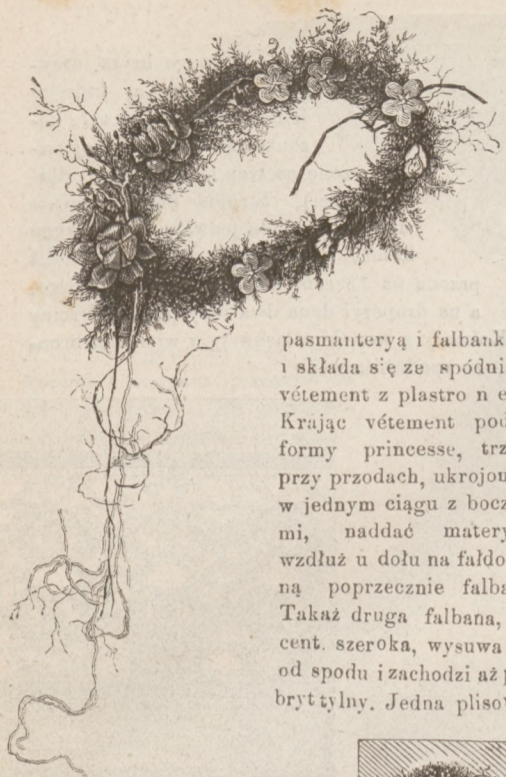 pasmanteryą i falbank
i składa się ze spódni
vétement z plastro n e
Krając vétement pod
formy princesse, trz
przy przodach, ukrojon
w jednym ciągu z bocz
mi, naddać matery
wzdłuż u dołu na fałdo
ną poprzecznie falba
Takaż druga falbana,
cent. szeroka, wysuwa
od spodu i zachodzi aż p
bryt tylny. Jedna pliso